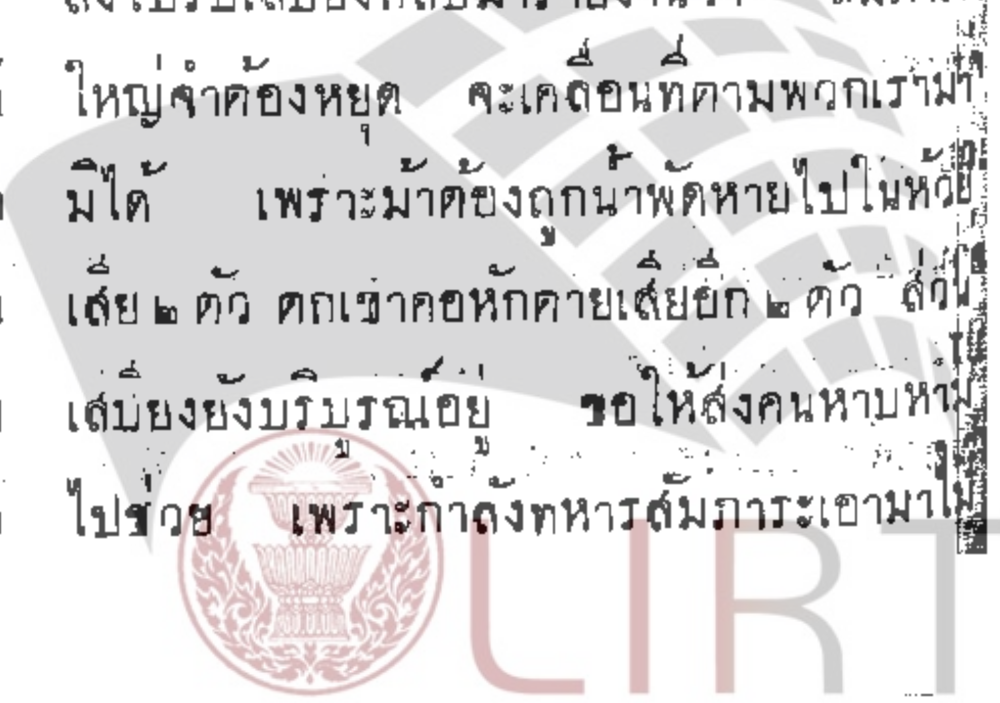 ใหญ่จำต้องหยุด จะเคลื่อนที่ตามพวกเรามา
มิได้ เพราะม้าต้องถูกน้ำพัดหายไปในห้วย
เสีย ๒ ตัว ตกเขาคอหักตายเสียอีก ๒ ตัว ส่วน
เสบียงยังบริบูรณ์อยู่ ขอให้ส่งคนหาบหาม
ไปช่วย เพราะกำลังทหารสัมภาระเอามาไม่
LIRT